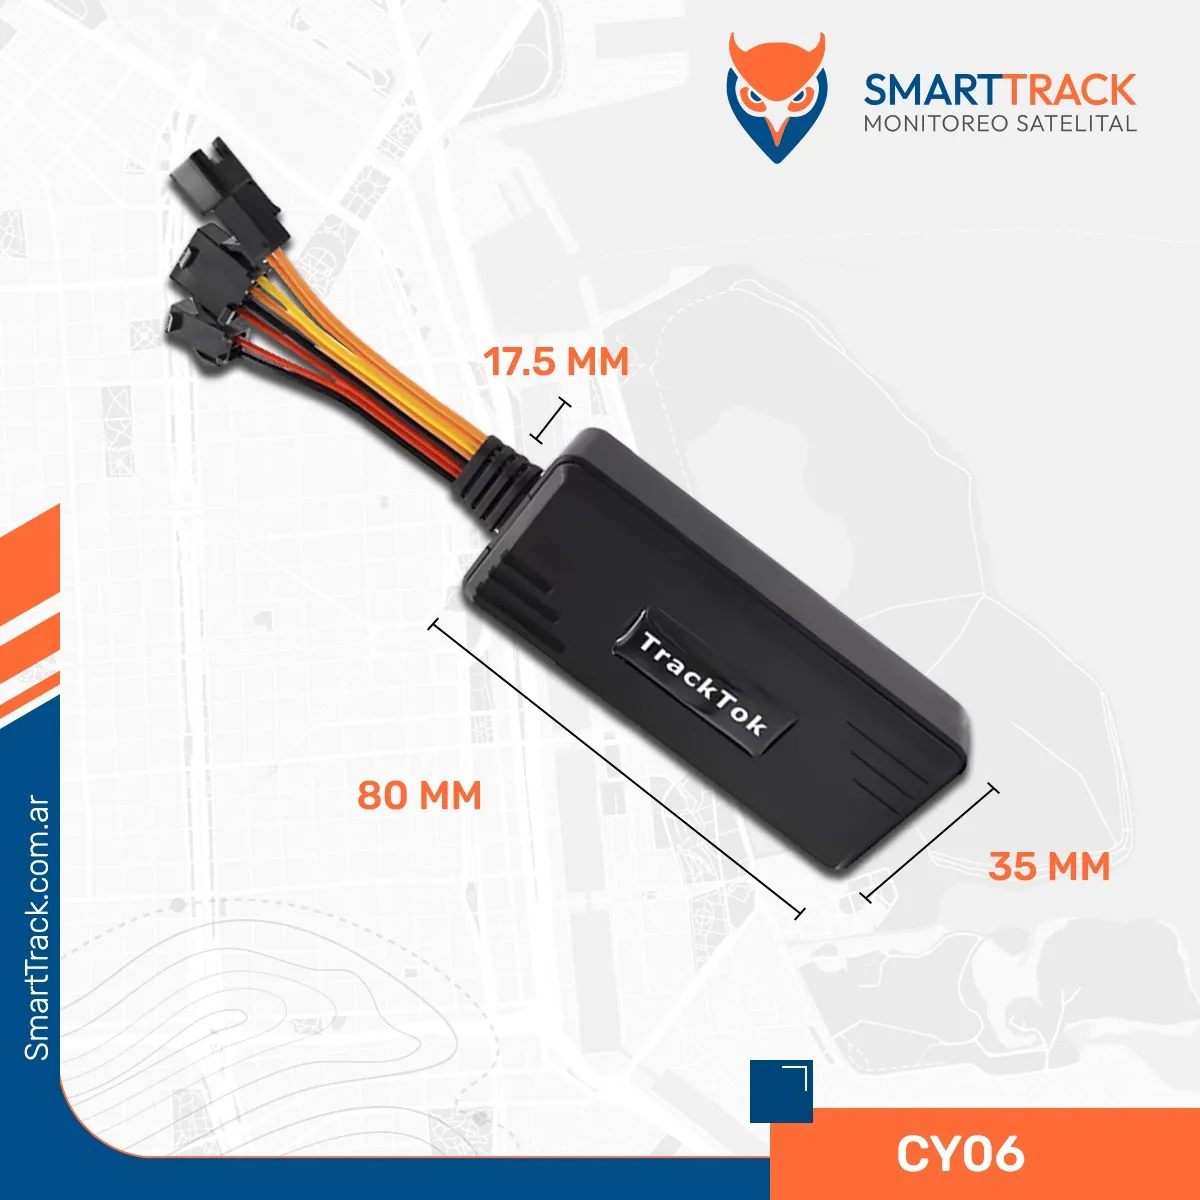 SMARTTRACK
MONITOREO SATELITAL
17.5 MM
TrackTok
80 MM
35 MM
SmartTrack.com.ar
CY06